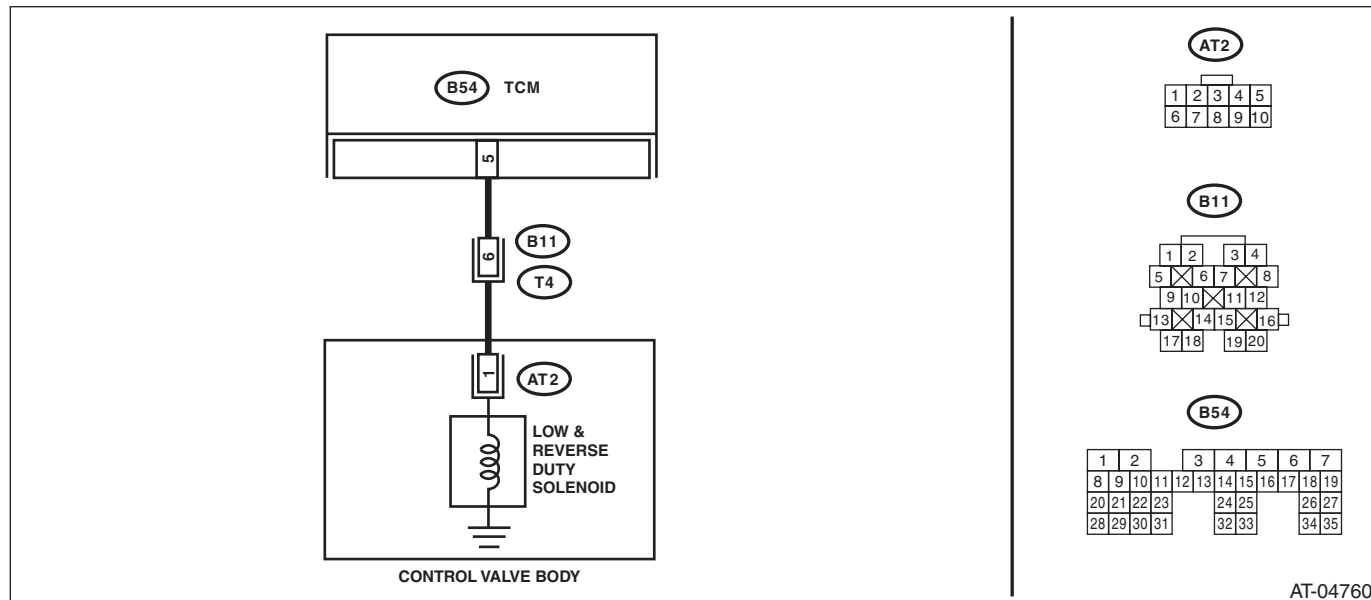 B54 TCM
5
B11
6
T4
1
AT2
LOW &
REVERSE
DUTY
SOLENOID
CONTROL VALVE BODY
AT2
1 2 3 4 5
6 7 8 9 10
B11
1 2 3 4
5 6 7 8
9 10 11 12
13 14 15 16
17 18 19 20
B54
1 2 3 4 5 6 7
8 9 10 11 12 13 14 15 16 17 18 19
20 21 22 23 24 25 26 27
28 29 30 31 32 33 34 35
AT-04760